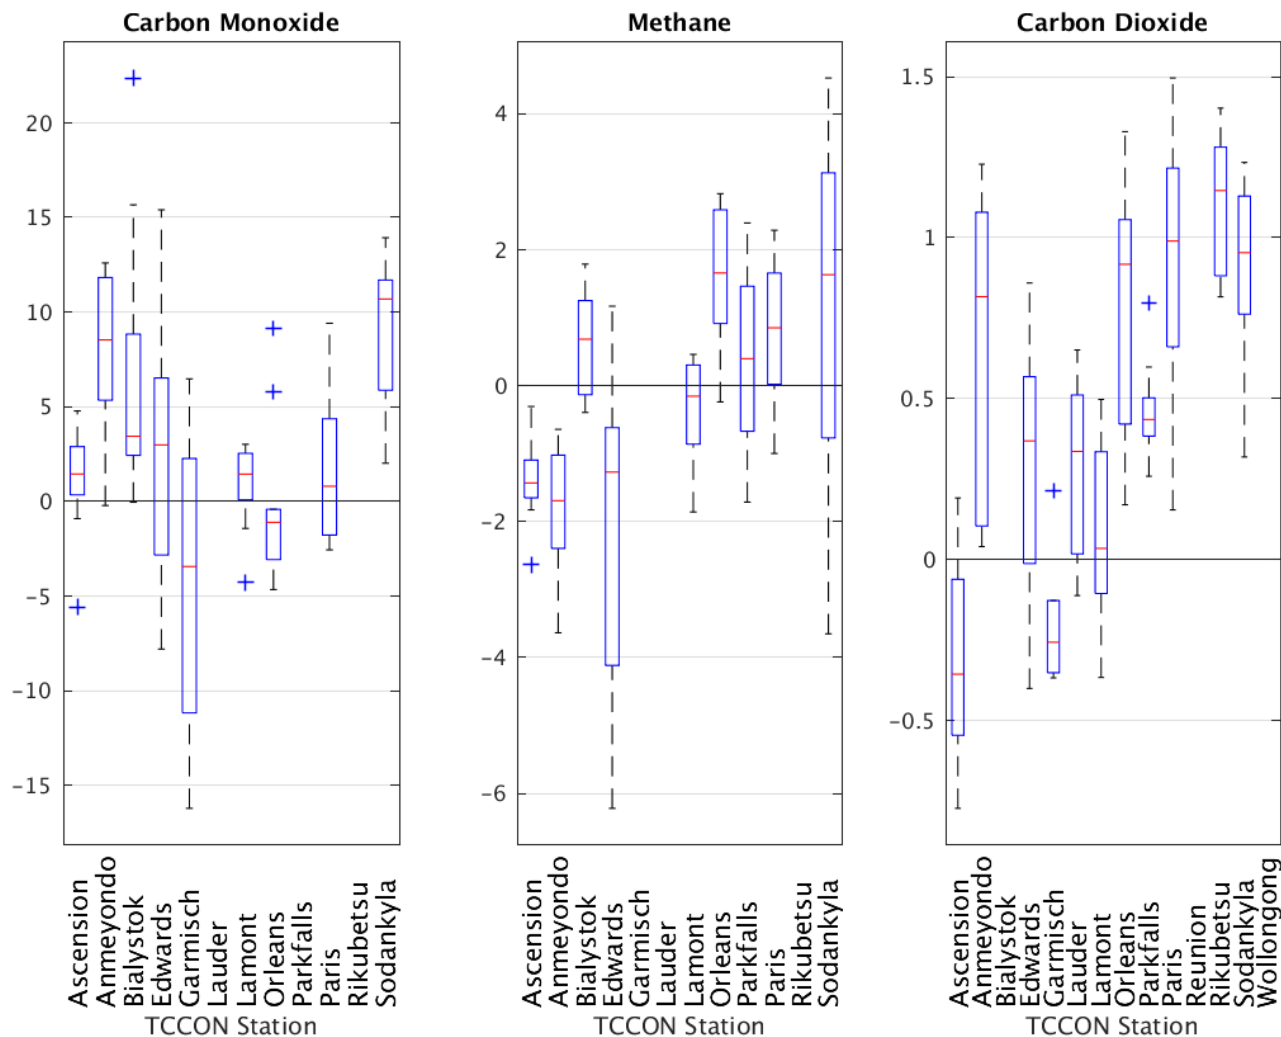 Carbon Monoxide
20
15
10
5
0
-5
-10
-15
Ascension
Anmeyondo
Bialystok
Edwards
Garmisch
Lauder
Lamont
Orleans
Parkfalls
Paris
Rikubetsu
Sodankyla
TCCON Station
Methane
4
2
0
-2
-4
-6
Ascension
Anmeyondo
Bialystok
Edwards
Garmisch
Lauder
Lamont
Orleans
Parkfalls
Paris
Rikubetsu
Sodankyla
TCCON Station
Carbon Dioxide
1.5
1
0.5
0
-0.5
Ascension
Anmeyondo
Bialystok
Edwards
Garmisch
Lauder
Lamont
Orleans
Parkfalls
Paris
Reunion
Rikubetsu
Sodankyla
Wollongong
TCCON Station